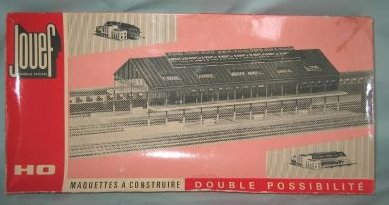 Jouef
HO
MAQUETTES A CONSTRUIRE DOUBLE POSSIBILITÉ